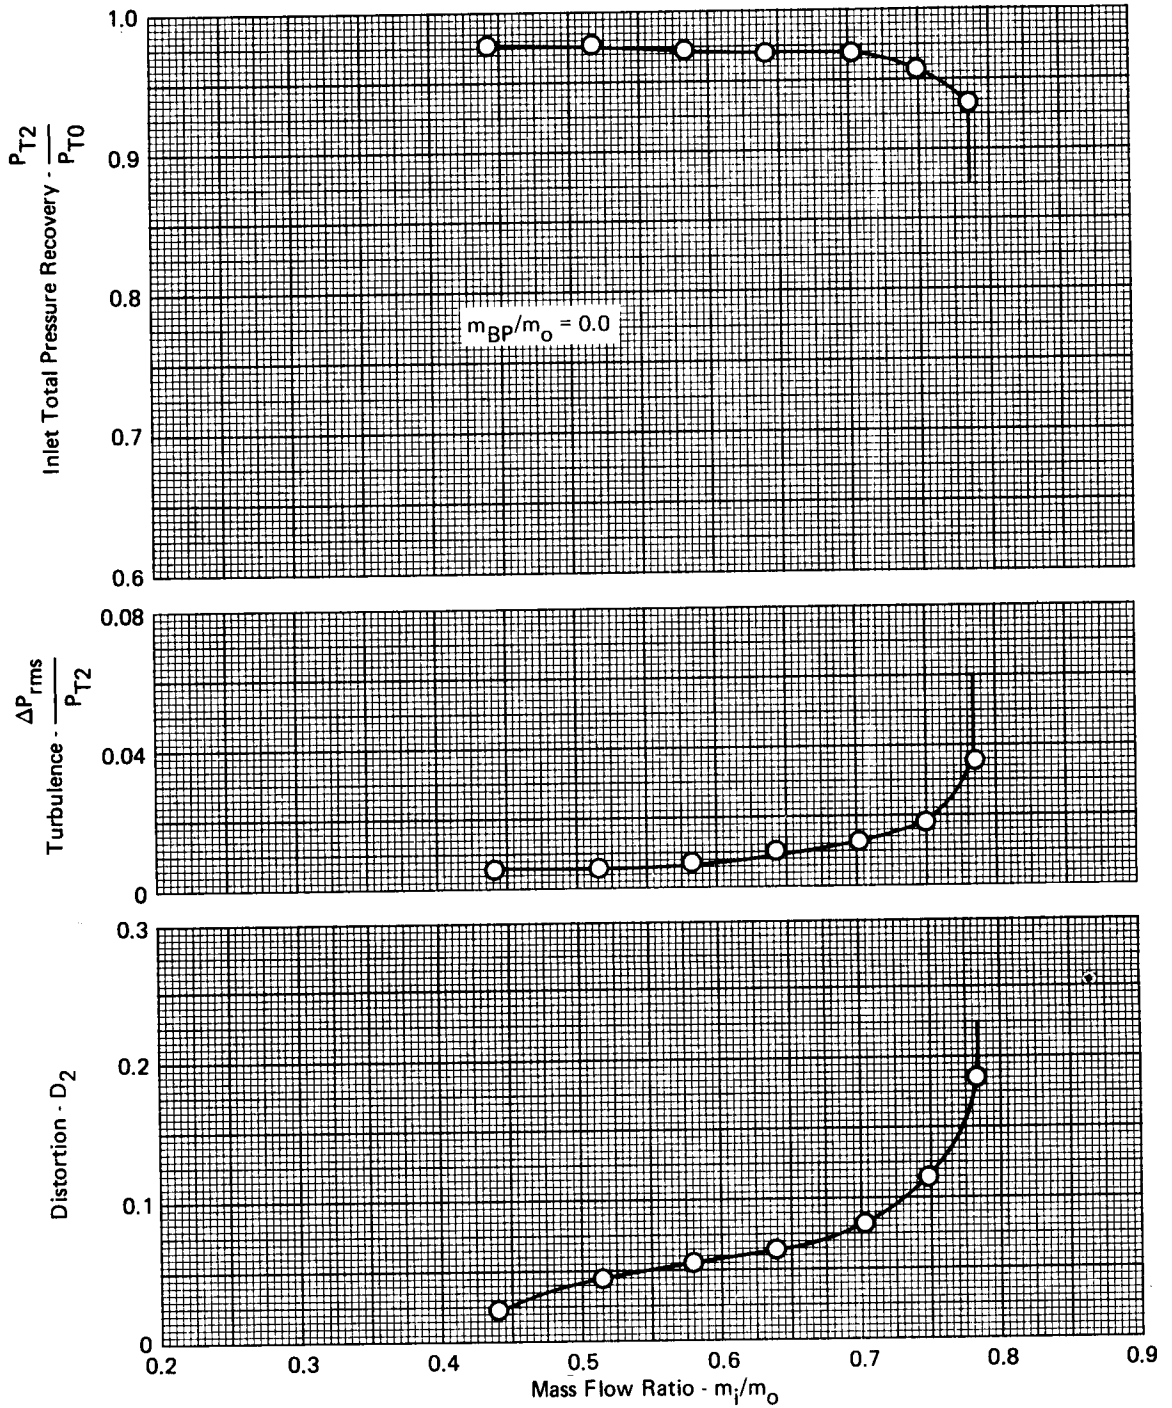 1.0
0.9
0.8
0.7
0.6
Inlet Total Pressure Recovery - P_T2 / P_T0
m_BP/m_o = 0.0
0.08
0.04
0
Turbulence - ΔP_rms / P_T2
0.3
0.2
0.1
0
Distortion - D_2
0.2 0.3 0.4 0.5 0.6 0.7 0.8 0.9
Mass Flow Ratio - m_i/m_o